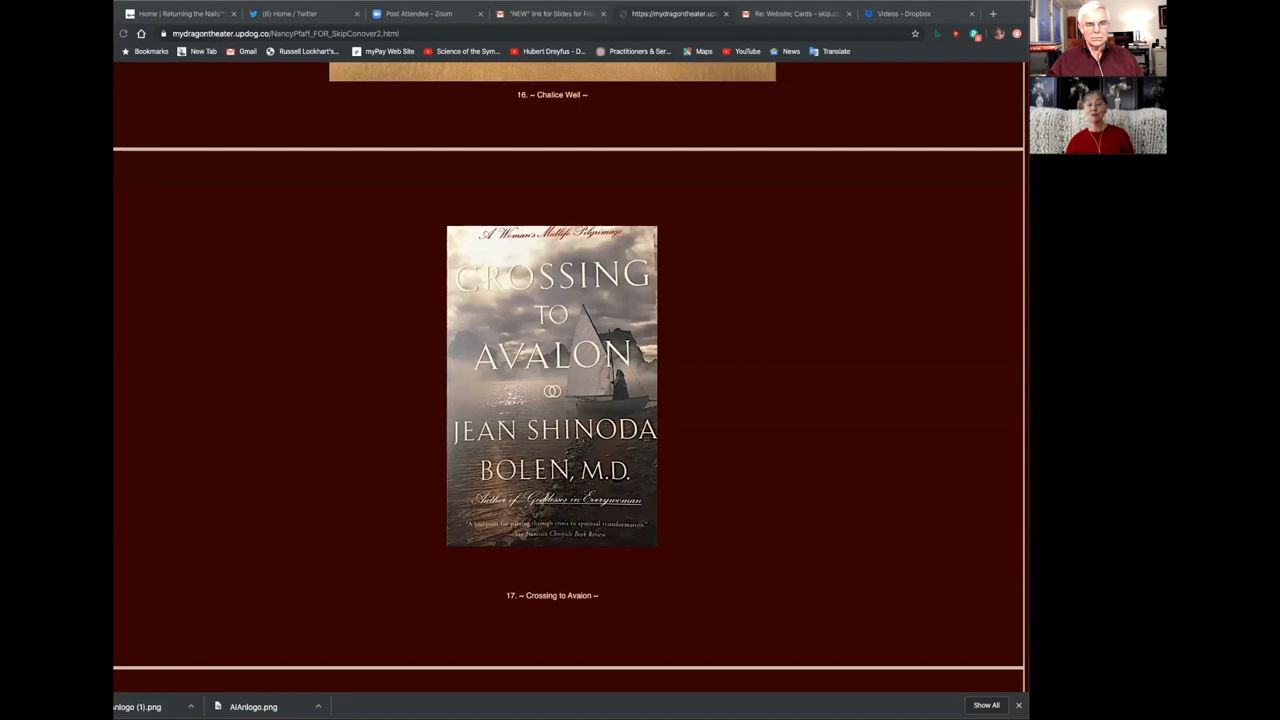 Home | Returning the Nails"
(6) Home / Twitter
Post Attendee - Zoom
"NEW" link for Slides for Frid
https://mydragontheater.upd
Re: Website; Cards - skip.con
Videos - Dropbox
mydragontheater.updog.co/NancyPfaff_FOR_SkipConover2.html
Bookmarks
New Tab
Gmail
Russell Lockhart's...
myPay Web Site
Science of the Sym...
Hubert Dreyfus - D...
Practitioners & Ser...
Maps
YouTube
News
Translate
16. ~ Chalice Well ~
A Woman's Midlife Pilgrimage
CROSSING
TO
AVALON
JEAN SHINODA
BOLEN, M.D.
Author of Goddesses in Everywoman
"A blueprint for passing through crisis to spiritual transformation."
—San Francisco Chronicle Book Review
17. ~ Crossing to Avalon ~
Anlogo (1).png
AIAnlogo.png
Show All